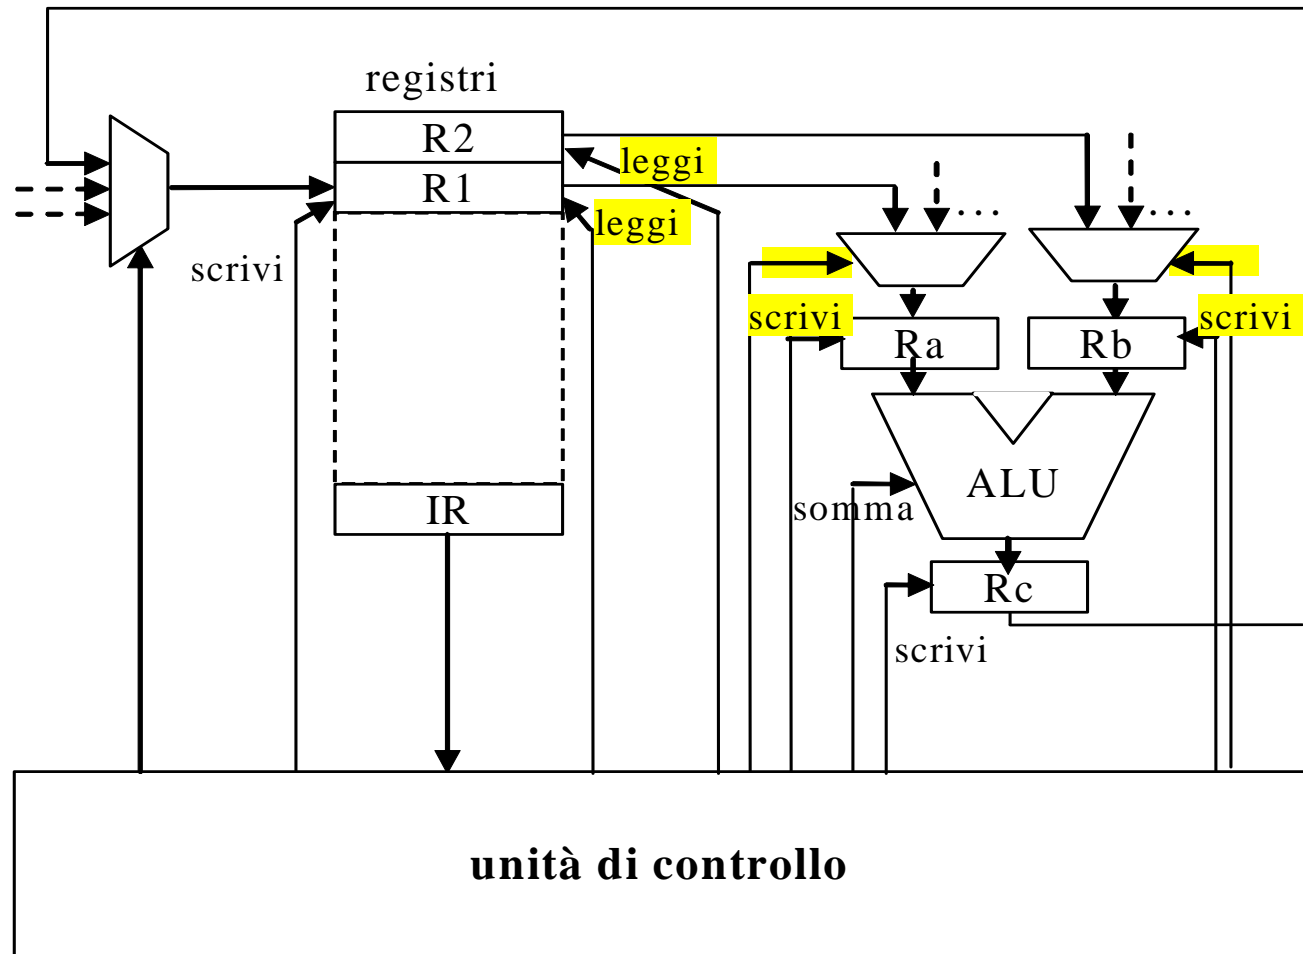 registri
R2
leggi
R1
leggi
...
...
scrivi
scrivi
scrivi
Ra
Rb
ALU
IR
somma
Rc
scrivi
unità di controllo